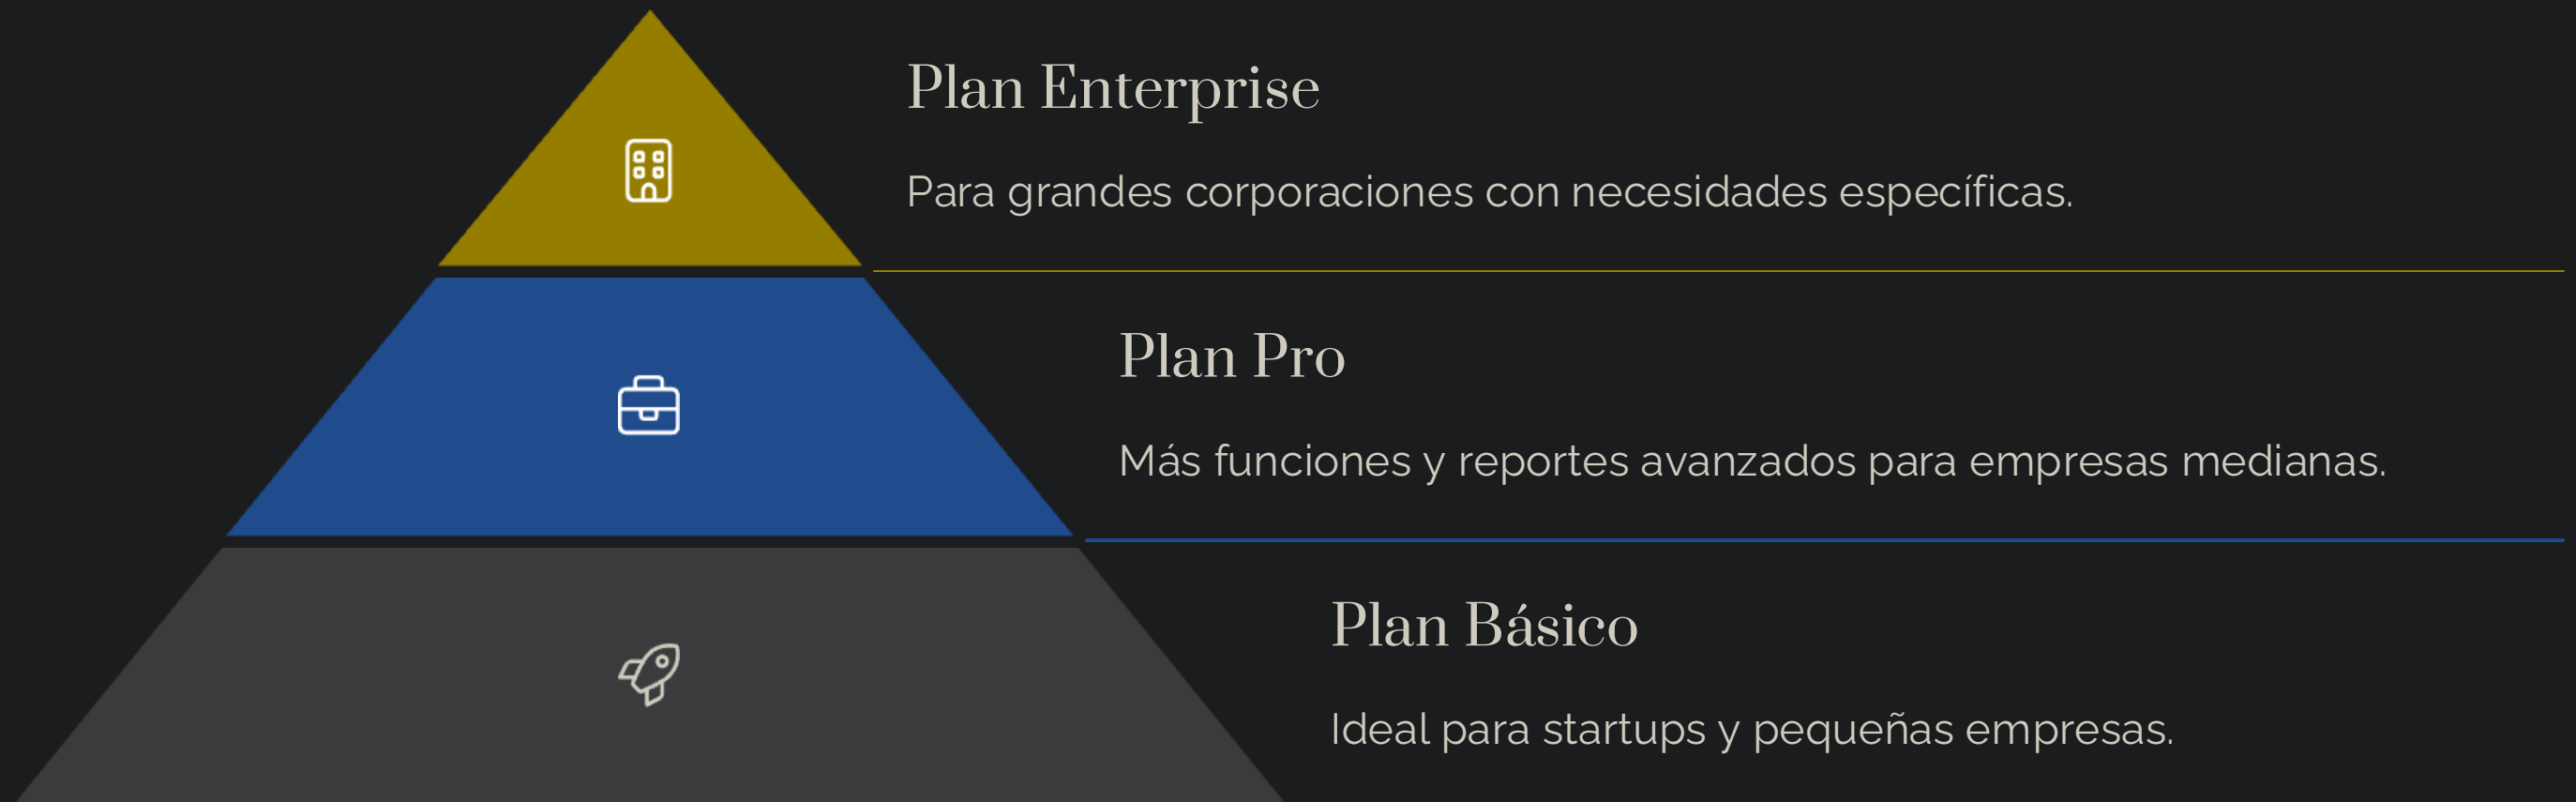 Plan Enterprise
Para grandes corporaciones con necesidades específicas.
Plan Pro
Más funciones y reportes avanzados para empresas medianas.
Plan Básico
Ideal para startups y pequeñas empresas.